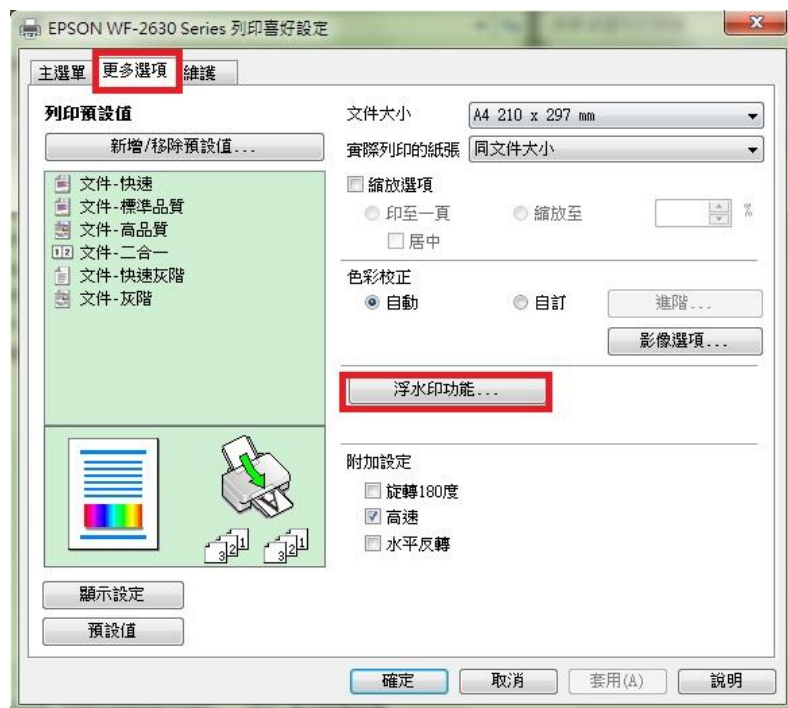 EPSON WF-2630 Series 列印喜好設定
主選單 更多選項 維護
列印預設值
新增/移除預設值...
文件-快速
文件-標準品質
文件-高品質
12 文件-二合一
文件-快速灰階
文件-灰階
321 321
顯示設定
預設值
文件大小 A4 210 x 297 mm
實際列印的紙張 同文件大小
縮放選項
印至一頁 縮放至 %
居中
色彩校正
自動 自訂 進階...
影像選項...
浮水印功能...
附加設定
旋轉180度
高速
水平反轉
確定 取消 套用(A) 說明